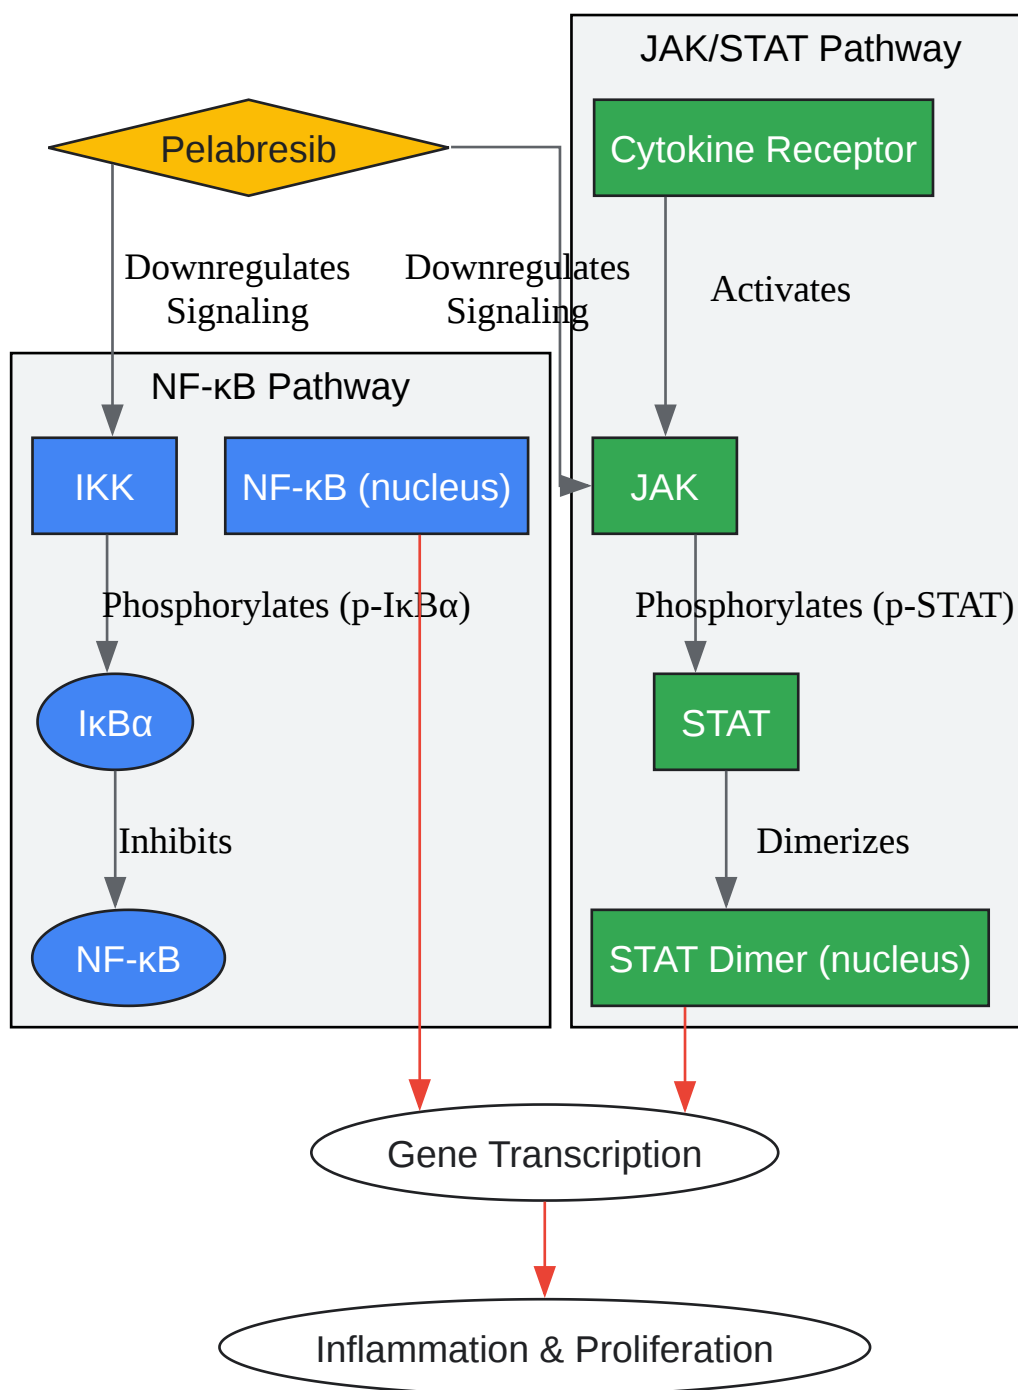 JAK/STAT Pathway
Pelabresib
Cytokine Receptor
Downregulates
Signaling
Downregulates
Signaling
Activates
NF-κB Pathway
IKK
NF-κB (nucleus)
JAK
Phosphorylates (p-IκBα)
Phosphorylates (p-STAT)
IκBα
STAT
Inhibits
Dimerizes
NF-κB
STAT Dimer (nucleus)
Gene Transcription
Inflammation & Proliferation